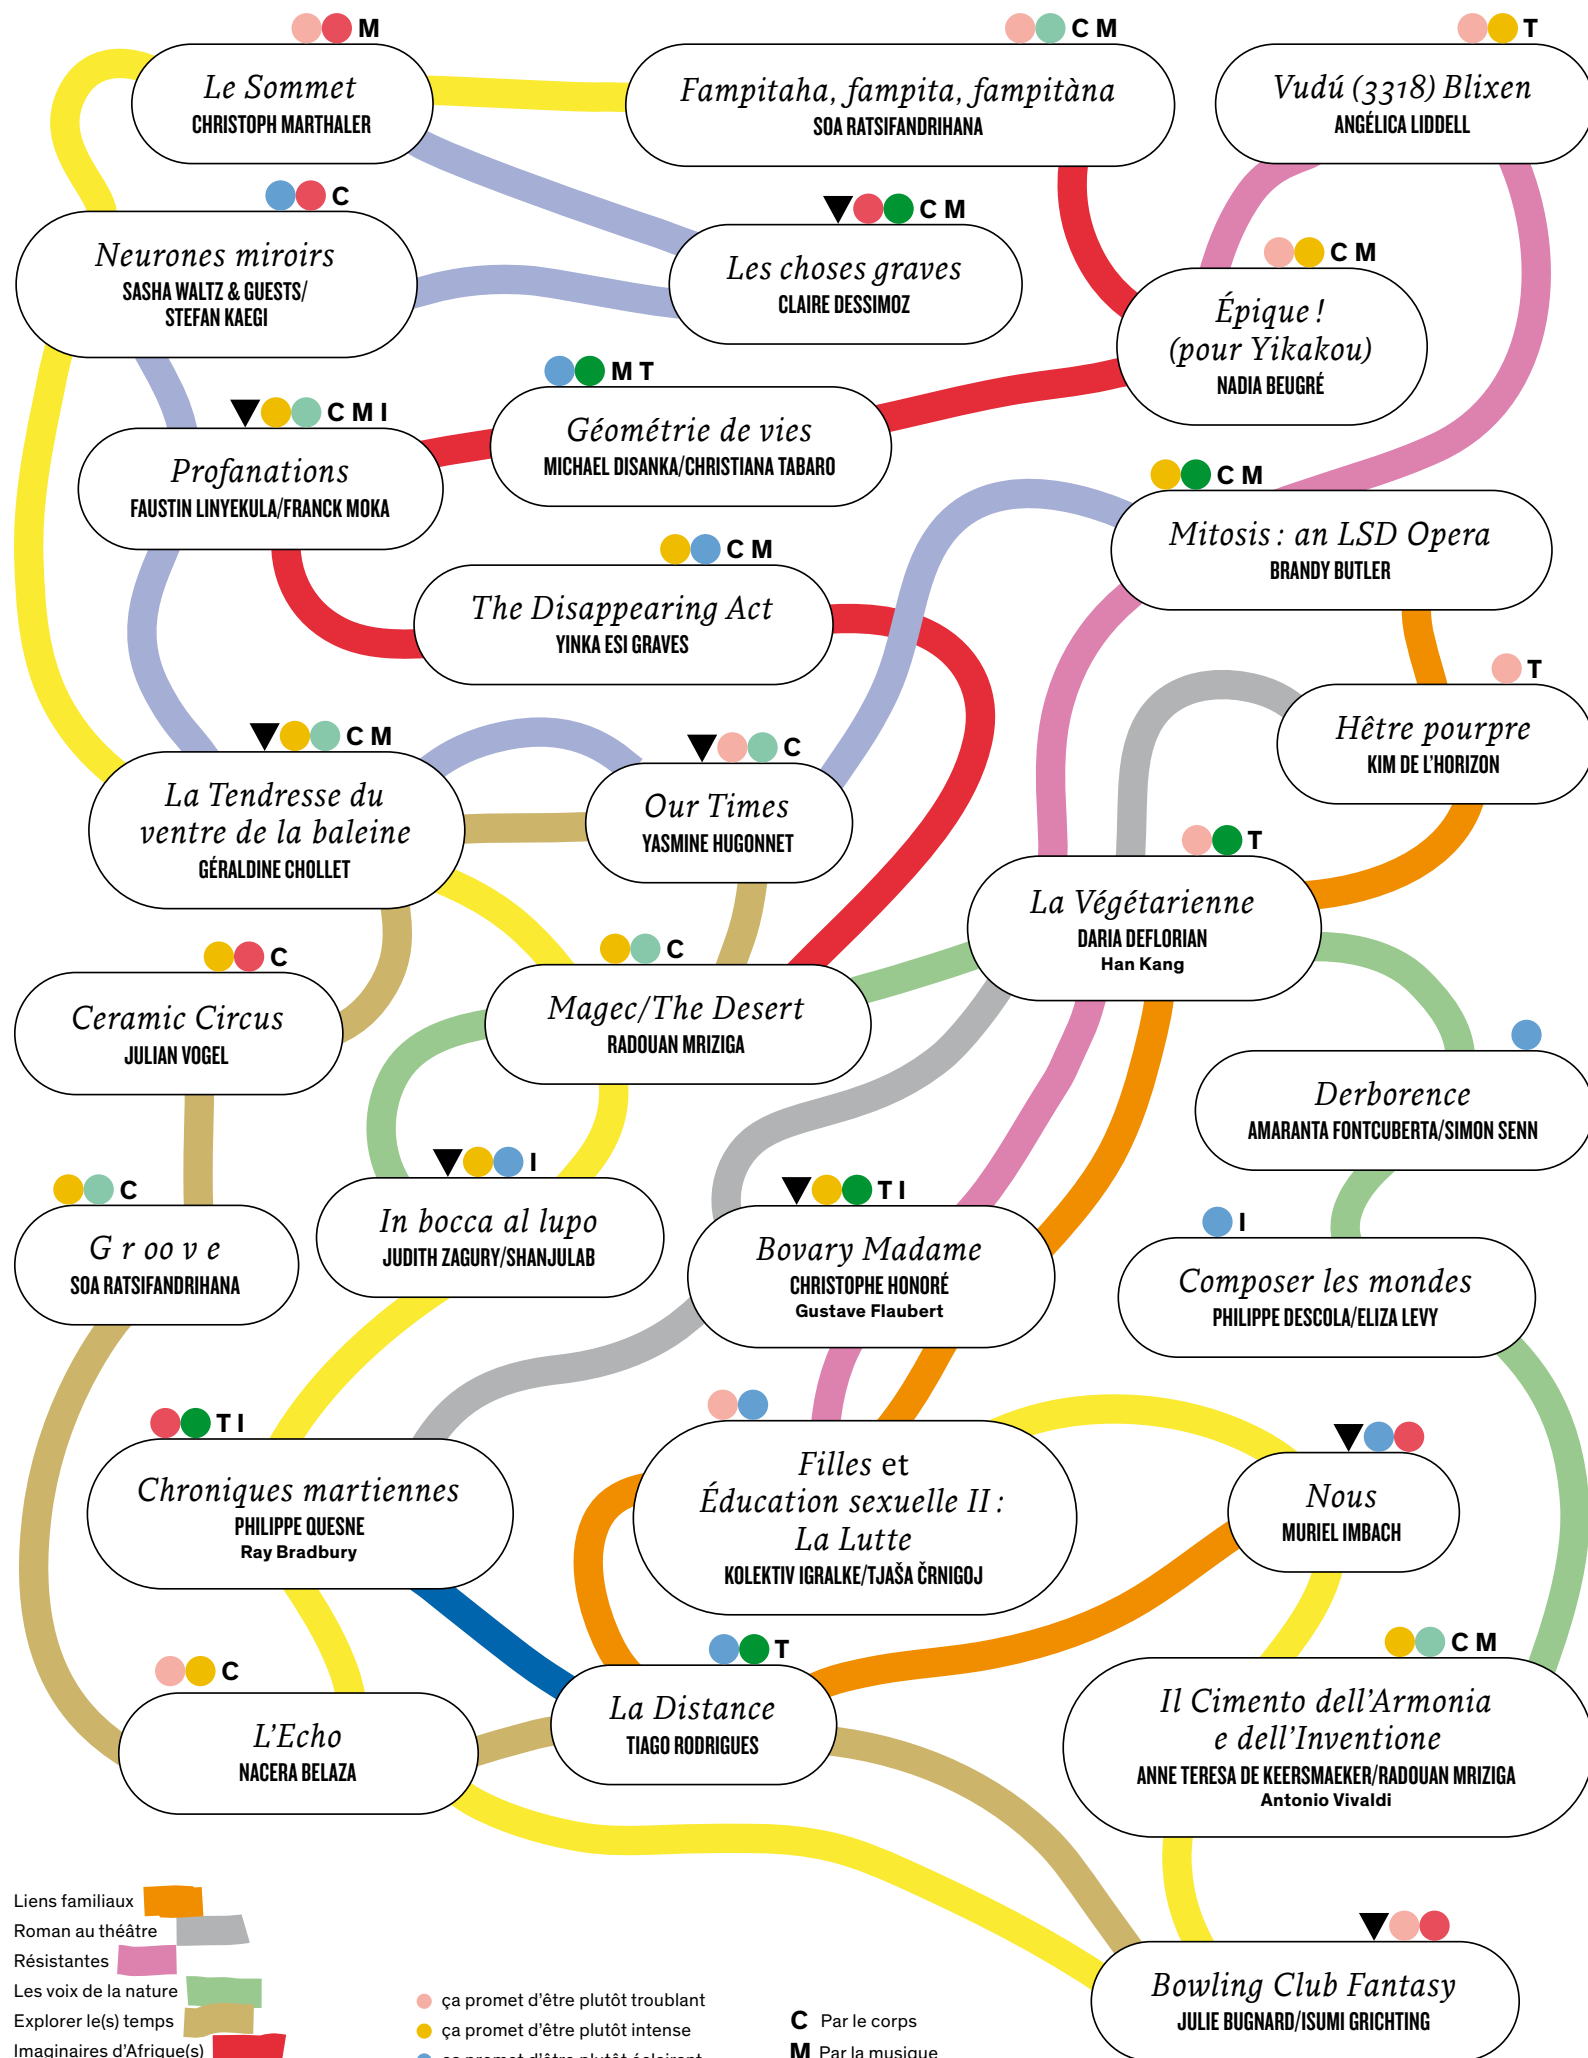 M
Le Sommet
CHRISTOPH MARTHALER
C M
Fampitaha, fampita, fampitàna
SOA RATSIFANDRIHANA
T
Vudú (3318) Blixen
ANGÉLICA LIDDELL
C
Neurones miroirs
SASHA WALTZ & GUESTS/
STEFAN KAEGI
C M
Les choses graves
CLAIRE DESSIMOZ
C M
Épique !
(pour Yikakou)
NADIA BEUGRÉ
M T
Géométrie de vies
MICHAEL DISANKA/CHRISTIANA TABARO
C M I
Profanations
FAUSTIN LINYEKULA/FRANCK MOKA
C M
Mitosis : an LSD Opera
BRANDY BUTLER
C M
The Disappearing Act
YINKA ESI GRAVES
T
Hêtre pourpre
KIM DE L'HORIZON
C M
La Tendresse du
ventre de la baleine
GÉRALDINE CHOLLET
C
Our Times
YASMINE HUGONNET
T
La Végétarienne
DARIA DEFLORIAN
Han Kang
C
Ceramic Circus
JULIAN VOGEL
C
Magec/The Desert
RADOUAN MRIZIGA
Derborence
AMARANTA FONTCUBERTA/SIMON SENN
C
G r oo v e
SOA RATSIFANDRIHANA
I
In bocca al lupo
JUDITH ZAGURY/SHANJULAB
T I
Bovary Madame
CHRISTOPHE HONORÉ
Gustave Flaubert
I
Composer les mondes
PHILIPPE DESCOLA/ELIZA LEVY
T I
Chroniques martiennes
PHILIPPE QUESNE
Ray Bradbury
Filles et
Éducation sexuelle II :
La Lutte
KOLEKTIV IGRALKE/TJAŠA ČRNIGOJ
Nous
MURIEL IMBACH
C
L'Echo
NACERA BELAZA
T
La Distance
TIAGO RODRIGUES
C M
Il Cimento dell'Armonia
e dell'Inventione
ANNE TERESA DE KEERSMAEKER/RADOUAN MRIZIGA
Antonio Vivaldi
Bowling Club Fantasy
JULIE BUGNARD/ISUMI GRICHTING
Liens familiaux
Roman au théâtre
Résistantes
Les voix de la nature
Explorer le(s) temps
Imaginaires d'Afrique(s)
ça promet d'être plutôt troublant
ça promet d'être plutôt intense
ça promet d'être plutôt éclairant
C Par le corps
M Par la musique